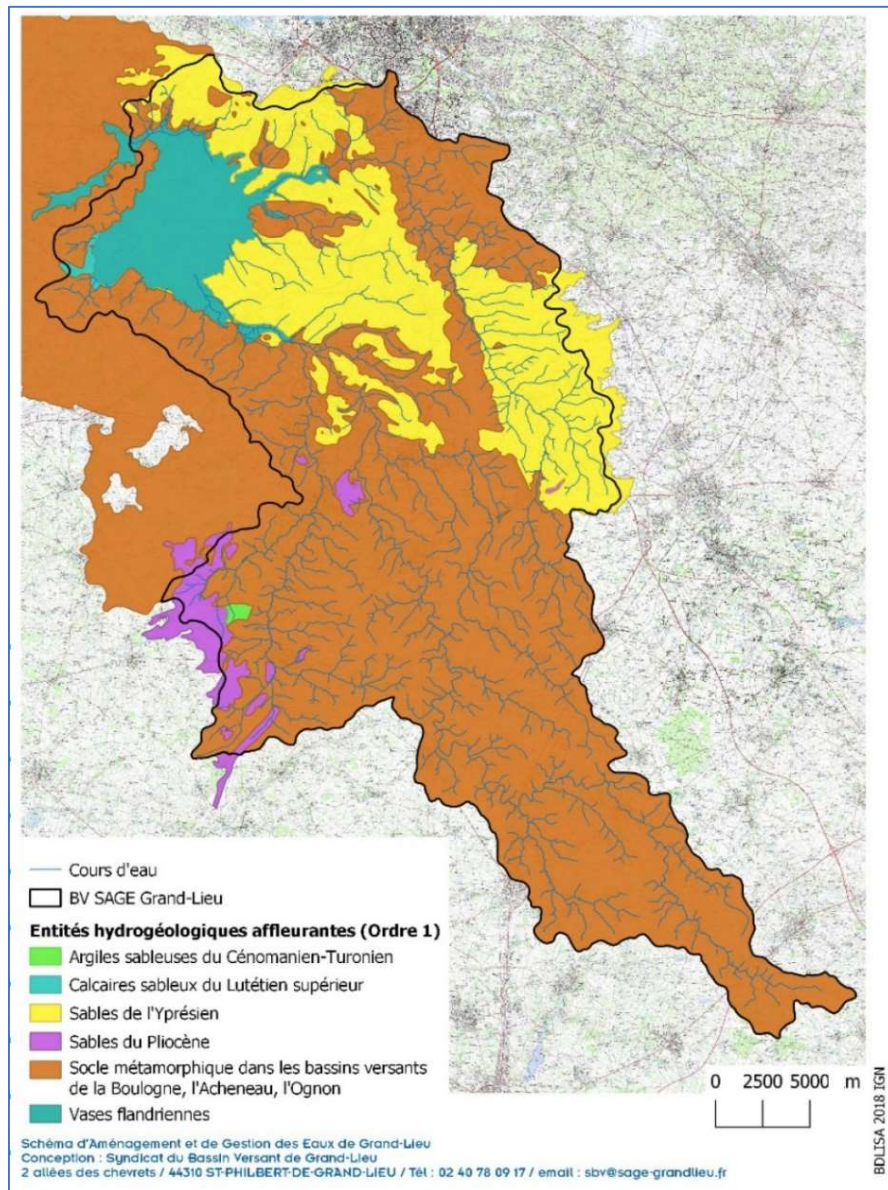 Cours d'eau
BV SAGE Grand-Lieu
Entités hydrogéologiques affleurantes (Ordre 1)
Argiles sableuses du Cénomanien-Turonien
Calcaires sableux du Lutétien supérieur
Sables de l'Yprésien
Sables du Pliocène
Socle métamorphique dans les bassins versants
de la Boulogne, l'Acheneau, l'Ognon
Vases flandriennes
0 2500 5000 m
BDLISA 2018 IGN
Schéma d'Aménagement et de Gestion des Eaux de Grand-Lieu
Conception : Syndicat du Bassin Versant de Grand-Lieu
2 allées des chevrets / 44310 ST-PHILBERT-DE-GRAND-LIEU / Tél : 02 40 78 09 17 / email : sbv@sage-grandlieu.fr